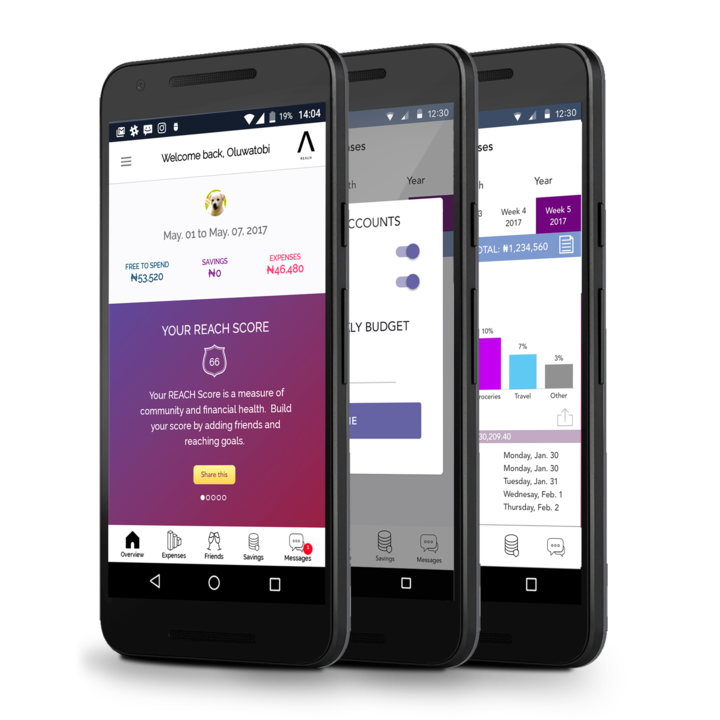 19% 14:04
Welcome back, Oluwatobi
REACH
May. 01 to May. 07, 2017
FREE TO SPEND
₦53,520
SAVINGS
₦0
EXPENSES
₦46,480
YOUR REACH SCORE
66
Your REACH Score is a measure of
community and financial health. Build
your score by adding friends and
reaching goals.
Share this
Overview
Expenses
Friends
Savings
Messages
1
12:30
ses
th
Year
CCOUNTS
LY BUDGET
UE
Savings
Messages
12:30
ses
h
Year
3
Week 4
2017
Week 5
2017
OTAL: ₦1,234,560
10%
7%
3%
roceries
Travel
Other
30,209.40
Monday, Jan. 30
Monday, Jan. 30
Tuesday, Jan. 31
Wednesay, Feb. 1
Thursday, Feb. 2